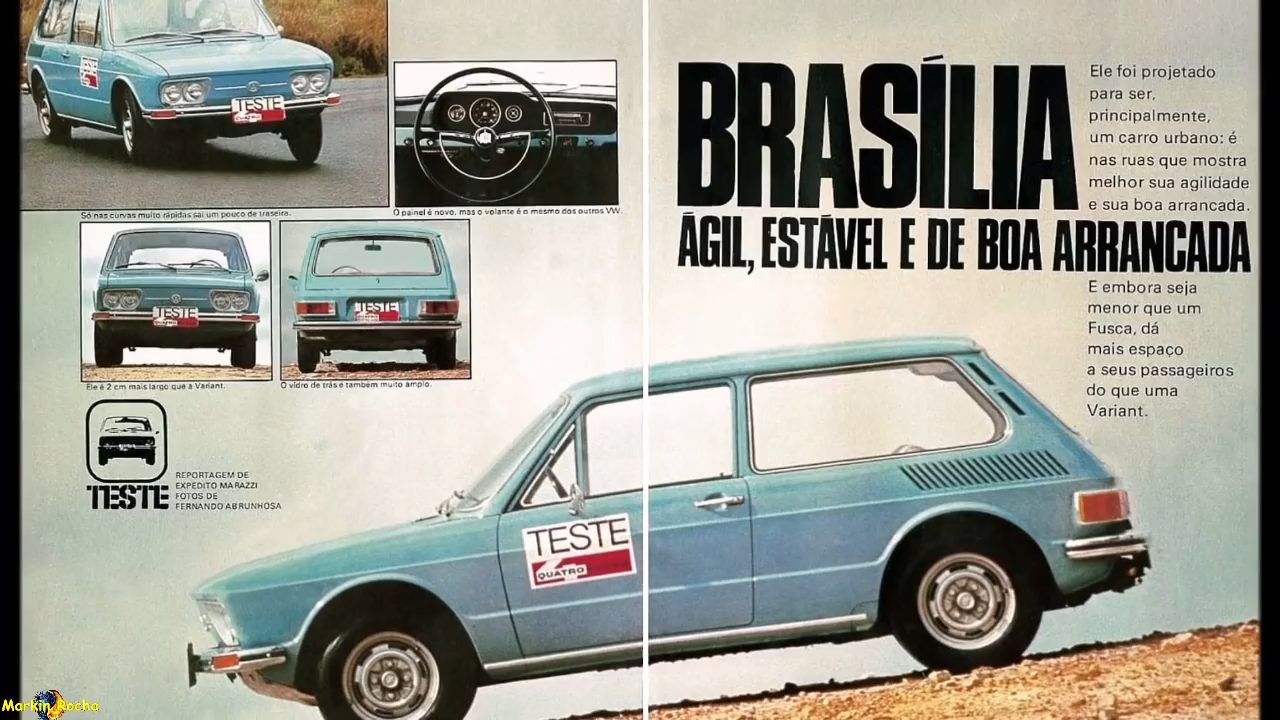 TESTE
Só nas curvas muito rápidas sai um pouco de traseira.
O painel é novo, mas o volante é o mesmo dos outros VW.
TESTE
TESTE
Ele é 2 cm mais largo que a Variant.
O vidro de trás é também muito amplo.
TESTE
REPORTAGEM DE
EXPEDITO MARAZZI
FOTOS DE
FERNANDO ABRUNHOSA
BRASÍLIA
Ele foi projetado
para ser,
principalmente,
um carro urbano: é
nas ruas que mostra
melhor sua agilidade
e sua boa arrancada.
ÁGIL, ESTÁVEL E DE BOA ARRANCADA
E embora seja
menor que um
Fusca, dá
mais espaço
a seus passageiros
do que uma
Variant.
TESTE
QUATRO
Markin Rocha